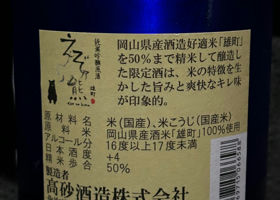 岡山県産酒造好適米「雄町」
を50%まで精米して醸造し
た限定酒は、米の特徴を生
かした旨みと爽快なキレ味
が印象的。
純米吟醸原酒
えぞ乃熊
雄町
原材料名 米(国産)、米こうじ(国産米)
原料米 岡山県産酒米「雄町」100%使用
アルコール分 16度以上17度未満
日本酒度 +4
精米歩合 50%
製造者
高砂酒造株式会社